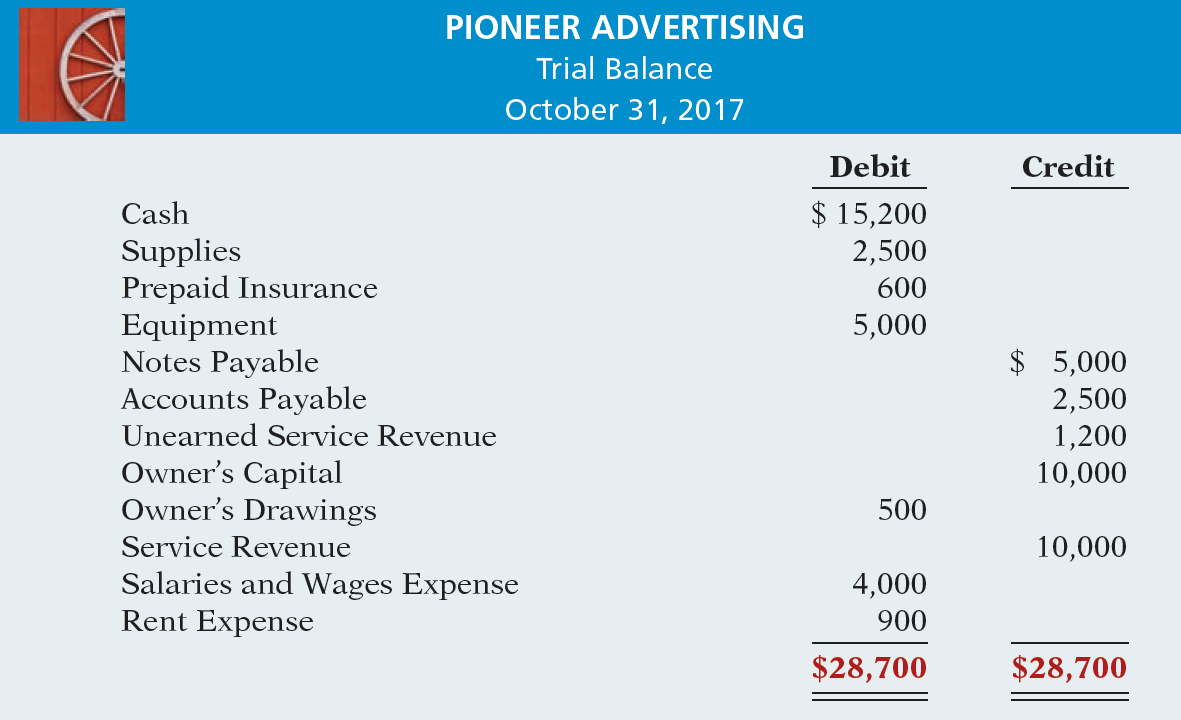 PIONEER ADVERTISING
Trial Balance
October 31, 2017
Debit Credit
Cash $ 15,200
Supplies 2,500
Prepaid Insurance 600
Equipment 5,000
Notes Payable $ 5,000
Accounts Payable 2,500
Unearned Service Revenue 1,200
Owner’s Capital 10,000
Owner’s Drawings 500
Service Revenue 10,000
Salaries and Wages Expense 4,000
Rent Expense 900
$28,700 $28,700